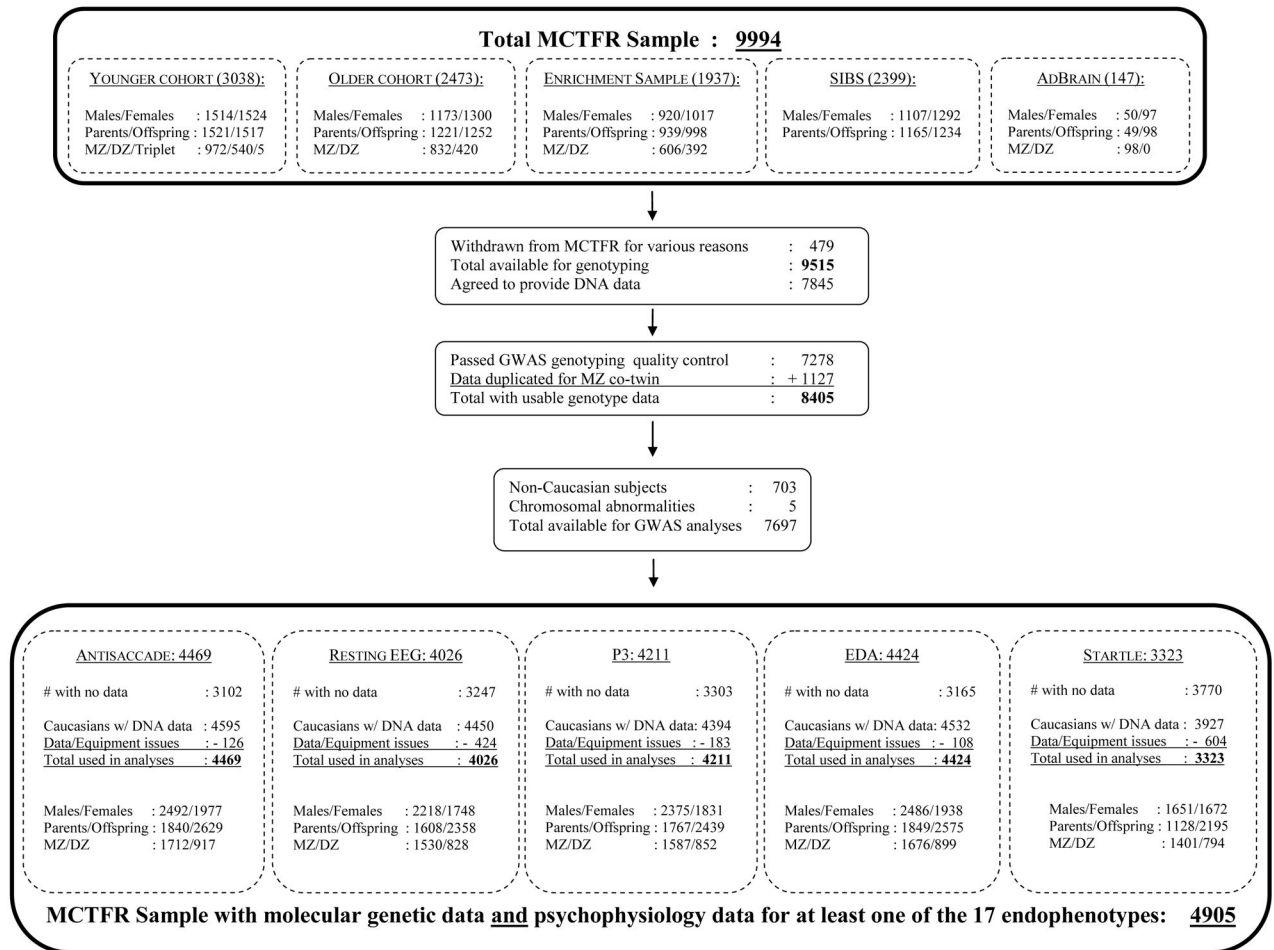 Total MCTFR Sample : 9994
YOUNGER COHORT (3038):
Males/Females : 1514/1524
Parents/Offspring : 1521/1517
MZ/DZ/Triplet : 972/540/5
OLDER COHORT (2473):
Males/Females : 1173/1300
Parents/Offspring : 1221/1252
MZ/DZ : 832/420
ENRICHMENT SAMPLE (1937):
Males/Females : 920/1017
Parents/Offspring : 939/998
MZ/DZ : 606/392
SIBS (2399):
Males/Females : 1107/1292
Parents/Offspring : 1165/1234
ADBRAIN (147):
Males/Females : 50/97
Parents/Offspring : 49/98
MZ/DZ : 98/0
Withdrawn from MCTFR for various reasons : 479
Total available for genotyping : 9515
Agreed to provide DNA data : 7845
Passed GWAS genotyping quality control : 7278
Data duplicated for MZ co-twin : + 1127
Total with usable genotype data : 8405
Non-Caucasian subjects : 703
Chromosomal abnormalities : 5
Total available for GWAS analyses 7697
ANTISACCADE: 4469
# with no data : 3102
Caucasians w/ DNA data : 4595
Data/Equipment issues : - 126
Total used in analyses : 4469
Males/Females : 2492/1977
Parents/Offspring : 1840/2629
MZ/DZ : 1712/917
RESTING EEG: 4026
# with no data : 3247
Caucasians w/ DNA data : 4450
Data/Equipment issues : - 424
Total used in analyses : 4026
Males/Females : 2218/1748
Parents/Offspring : 1608/2358
MZ/DZ : 1530/828
P3: 4211
# with no data : 3303
Caucasians w/ DNA data: 4394
Data/Equipment issues : - 183
Total used in analyses : 4211
Males/Females : 2375/1831
Parents/Offspring : 1767/2439
MZ/DZ : 1587/852
EDA: 4424
# with no data : 3165
Caucasians w/ DNA data: 4532
Data/Equipment issues : - 108
Total used in analyses : 4424
Males/Females : 2486/1938
Parents/Offspring : 1849/2575
MZ/DZ : 1676/899
STARTLE: 3323
# with no data : 3770
Caucasians w/ DNA data : 3927
Data/Equipment issues : - 604
Total used in analyses : 3323
Males/Females : 1651/1672
Parents/Offspring : 1128/2195
MZ/DZ : 1401/794
MCTFR Sample with molecular genetic data and psychophysiology data for at least one of the 17 endophenotypes: 4905